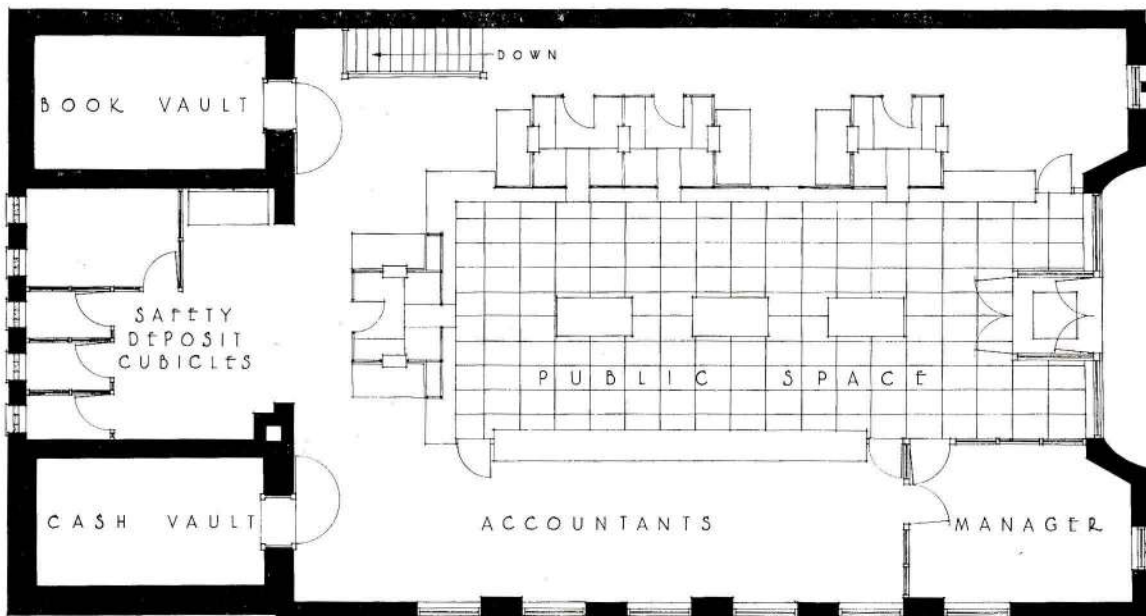 DOWN
BOOK VAULT
SAFETY
DEPOSIT
CUBICLES
PUBLIC SPACE
CASH VAULT
ACCOUNTANTS
MANAGER